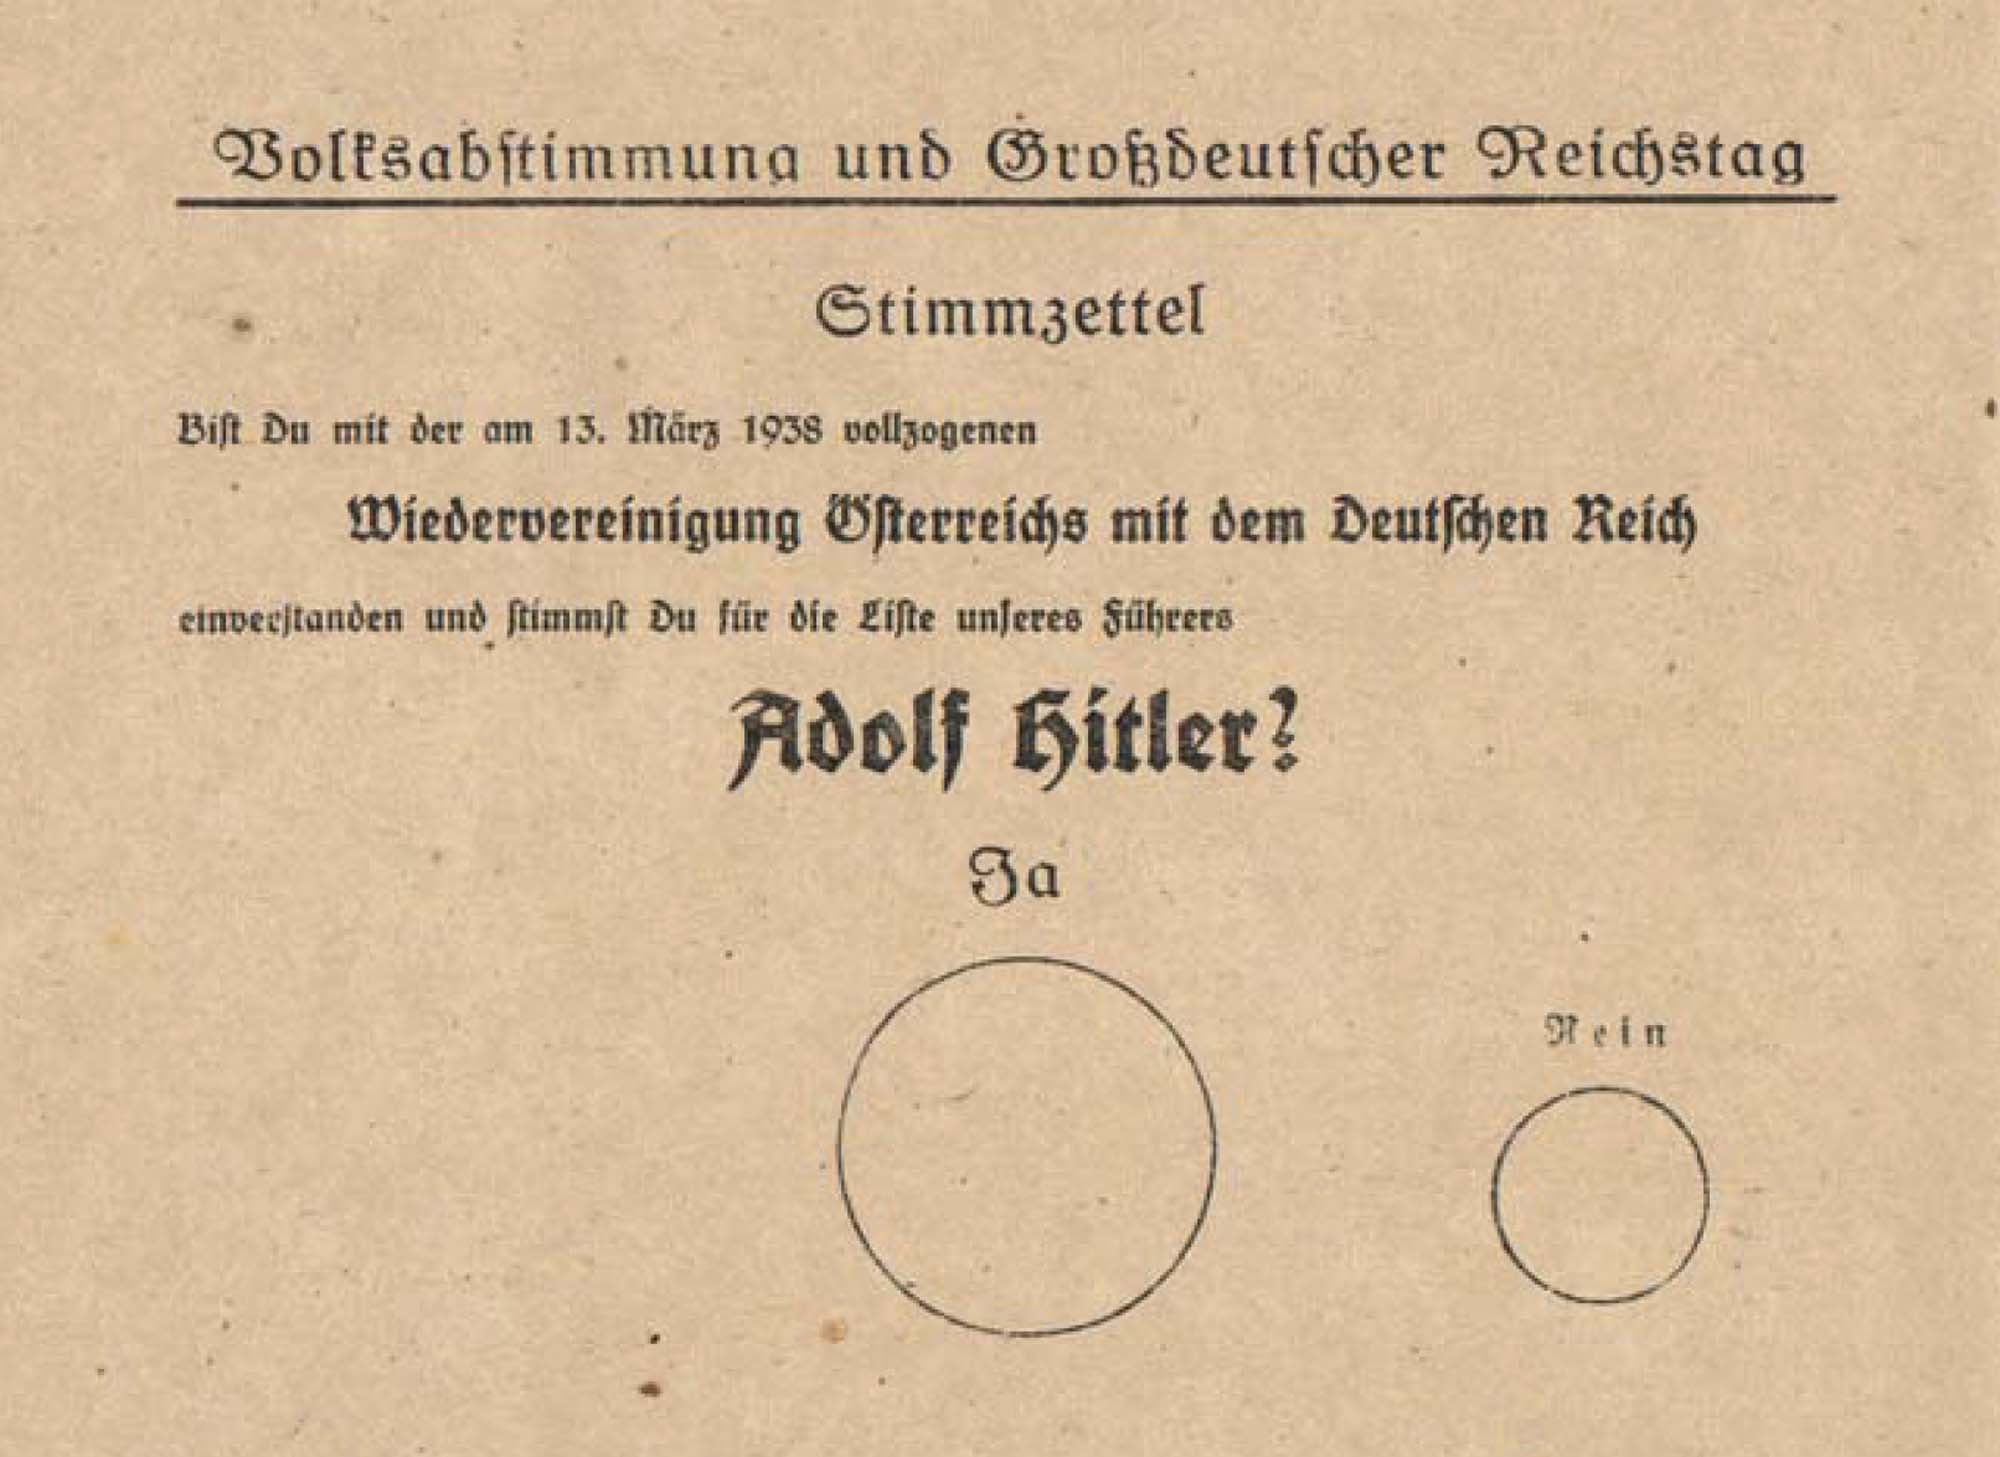 Volksabstimmung und Großdeutscher Reichstag
Stimmzettel
Bist Du mit der am 13. März 1938 vollzogenen
Wiedervereinigung Österreichs mit dem Deutschen Reich
einverstanden und stimmst Du für die Liste unseres Führers
Adolf Hitler?
Ja
Nein